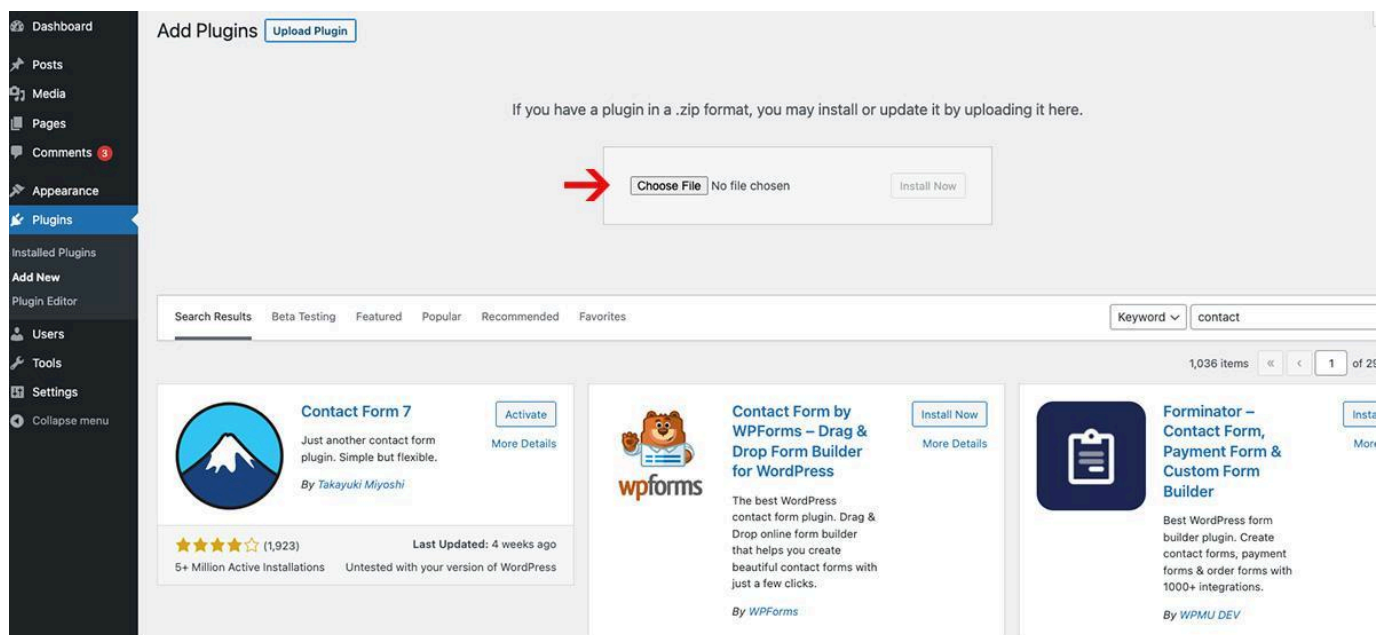 Dashboard
Posts
Media
Pages
Comments 3
Appearance
Plugins
Installed Plugins
Add New
Plugin Editor
Users
Tools
Settings
Collapse menu
Add Plugins Upload Plugin
If you have a plugin in a .zip format, you may install or update it by uploading it here.
Choose File No file chosen Install Now
Search Results Beta Testing Featured Popular Recommended Favorites Keyword contact
1,036 items « ‹ 1 of 29
Contact Form 7
Activate
More Details
Just another contact form
plugin. Simple but flexible.
By Takayuki Miyoshi
(1,923) Last Updated: 4 weeks ago
5+ Million Active Installations Untested with your version of WordPress
wpforms
Contact Form by
WPForms – Drag &
Drop Form Builder
for WordPress
Install Now
More Details
The best WordPress
contact form plugin. Drag &
Drop online form builder
that helps you create
beautiful contact forms with
just a few clicks.
By WPForms
Forminator –
Contact Form,
Payment Form &
Custom Form
Builder
Insta
More
Best WordPress form
builder plugin. Create
contact forms, payment
forms & order forms with
1000+ integrations.
By WPMU DEV